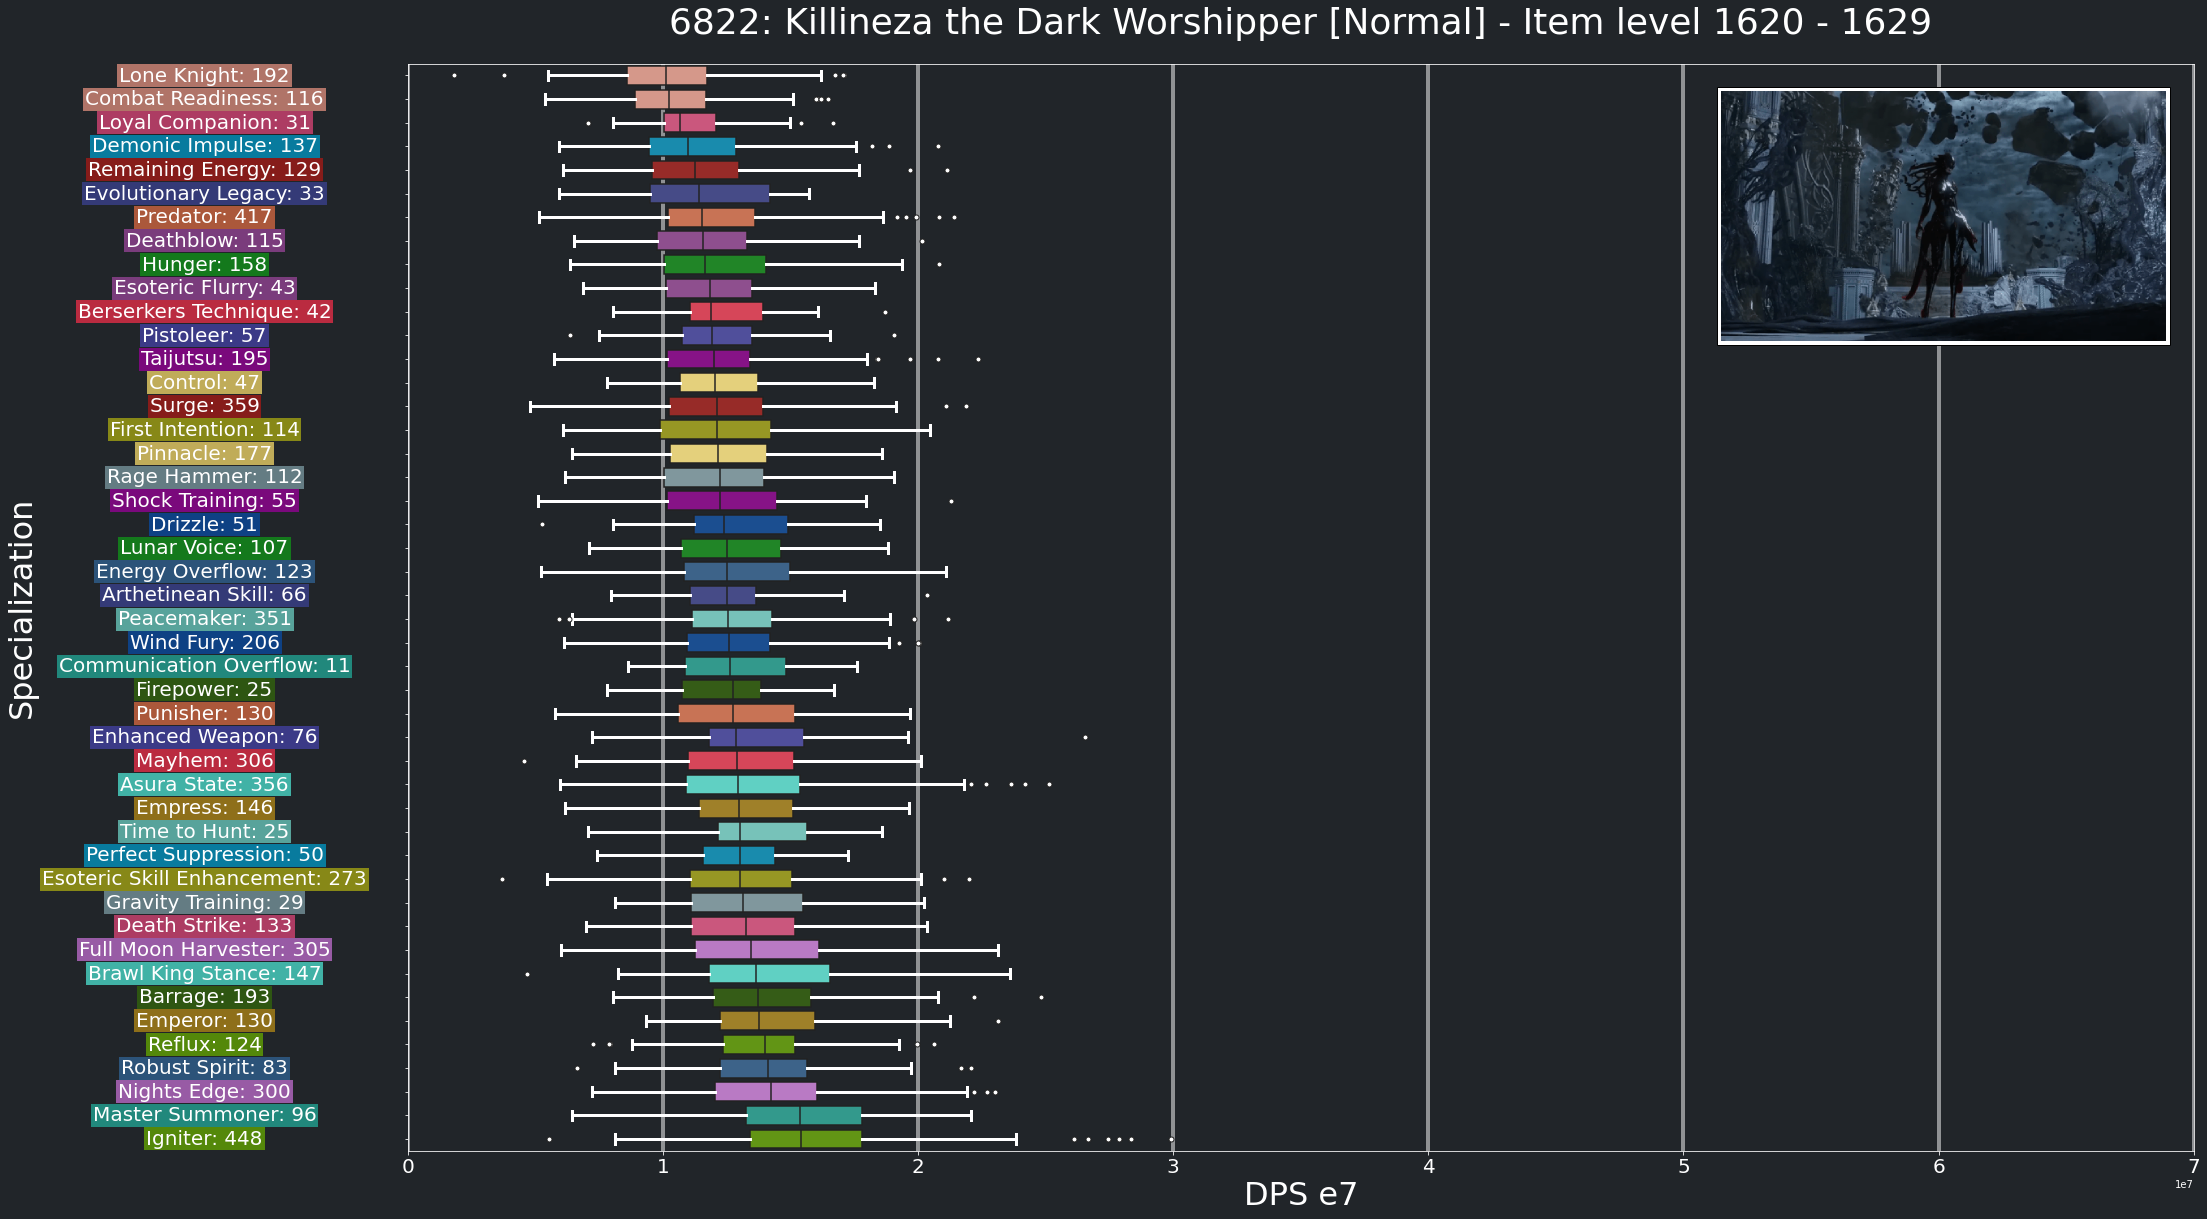 6822: Killineza the Dark Worshipper [Normal] - Item level 1620 - 1629
Lone Knight: 192
Combat Readiness: 116
Loyal Companion: 31
Demonic Impulse: 137
Remaining Energy: 129
Evolutionary Legacy: 33
Predator: 417
Deathblow: 115
Hunger: 158
Esoteric Flurry: 43
Berserkers Technique: 42
Pistoleer: 57
Taijutsu: 195
Control: 47
Surge: 359
First Intention: 114
Pinnacle: 177
Rage Hammer: 112
Shock Training: 55
Drizzle: 51
Lunar Voice: 107
Energy Overflow: 123
Arthetinean Skill: 66
Peacemaker: 351
Wind Fury: 206
Communication Overflow: 11
Firepower: 25
Punisher: 130
Enhanced Weapon: 76
Mayhem: 306
Asura State: 356
Empress: 146
Time to Hunt: 25
Perfect Suppression: 50
Esoteric Skill Enhancement: 273
Gravity Training: 29
Death Strike: 133
Full Moon Harvester: 305
Brawl King Stance: 147
Barrage: 193
Emperor: 130
Reflux: 124
Robust Spirit: 83
Nights Edge: 300
Master Summoner: 96
Igniter: 448
Specialization
0 1 2 3 4 5 6 7
1e7
DPS e7